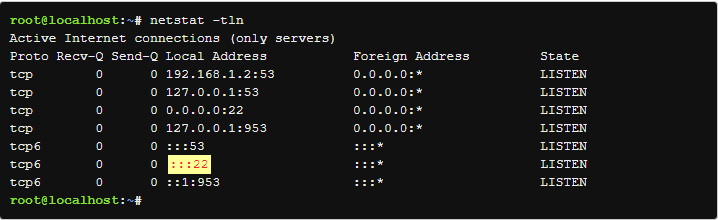 root@localhost:~# netstat -tln
Active Internet connections (only servers)
Proto Recv-Q Send-Q Local Address           Foreign Address         State
tcp        0      0 192.168.1.2:53          0.0.0.0:*               LISTEN
tcp        0      0 127.0.0.1:53            0.0.0.0:*               LISTEN
tcp        0      0 0.0.0.0:22              0.0.0.0:*               LISTEN
tcp        0      0 127.0.0.1:953           0.0.0.0:*               LISTEN
tcp6       0      0 :::53                   :::*                    LISTEN
tcp6       0      0 :::22                   :::*                    LISTEN
tcp6       0      0 ::1:953                 :::*                    LISTEN
root@localhost:~#